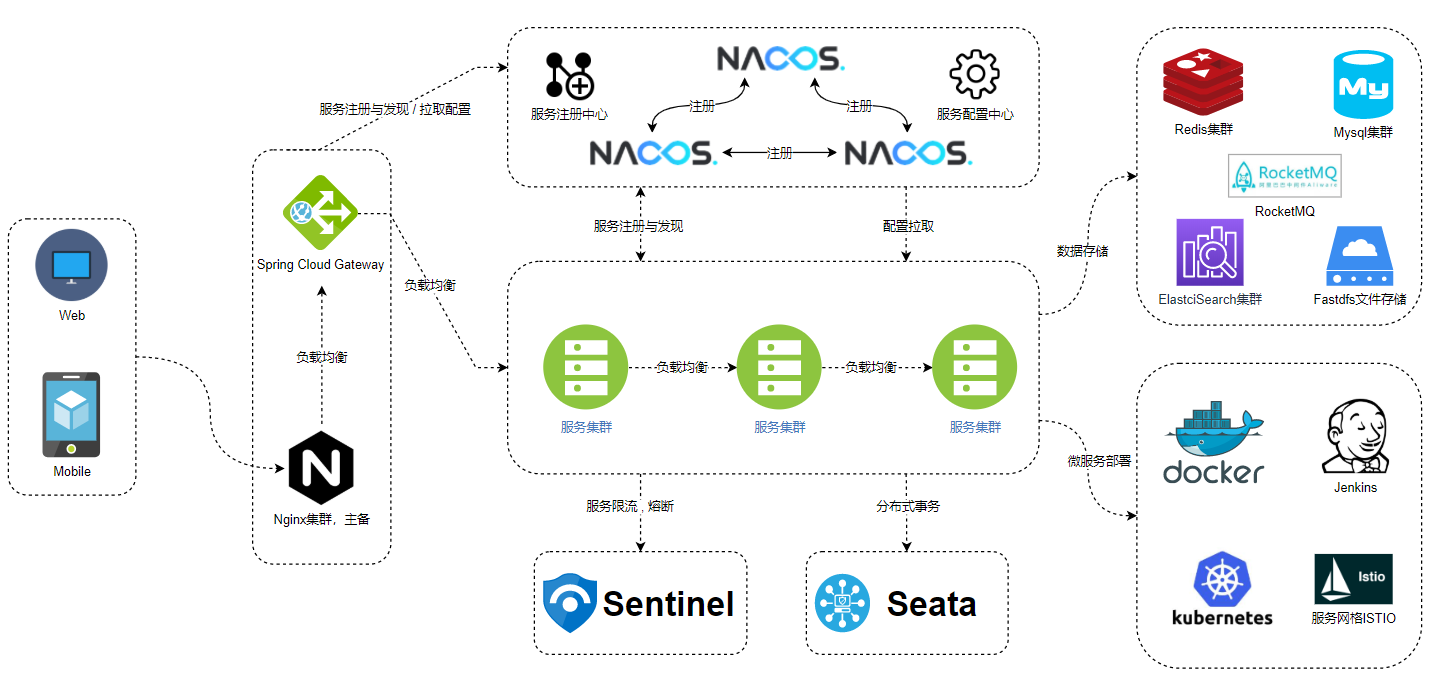 Web
Mobile
服务注册与发现 / 拉取配置
Spring Cloud Gateway
负载均衡
Nginx集群，主备
负载均衡
服务注册中心
NACOS.
服务配置中心
注册
注册
NACOS.
注册
NACOS.
服务注册与发现
配置拉取
负载均衡
负载均衡
服务集群
服务集群
服务集群
服务限流 , 熔断
分布式事务
Sentinel
Seata
数据存储
微服务部署
Redis集群
My
Mysql集群
RocketMQ
RocketMQ
ElastciSearch集群
Fastdfs文件存储
docker
Jenkins
kubernetes
Istio
服务网格ISTIO